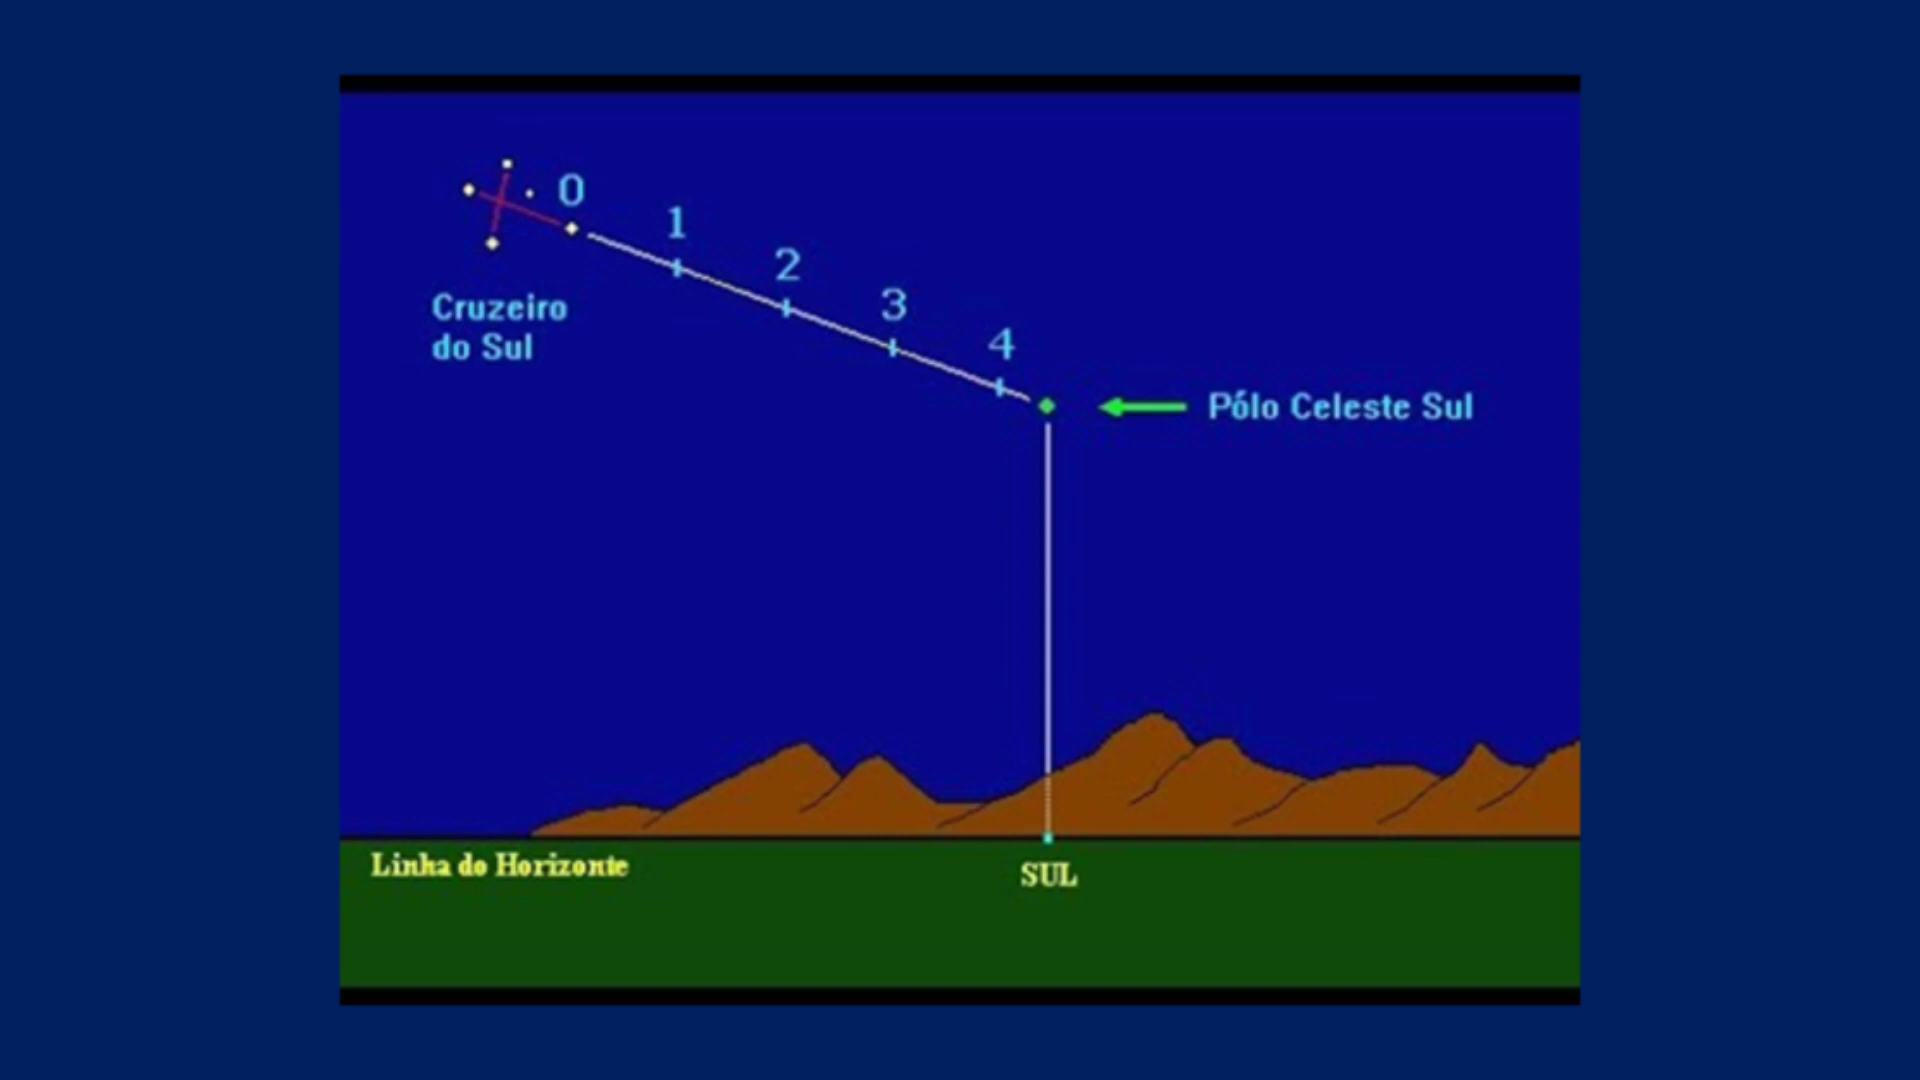 0
1
2
3
4
Cruzeiro
do Sul
Pólo Celeste Sul
Linha do Horizonte
SUL